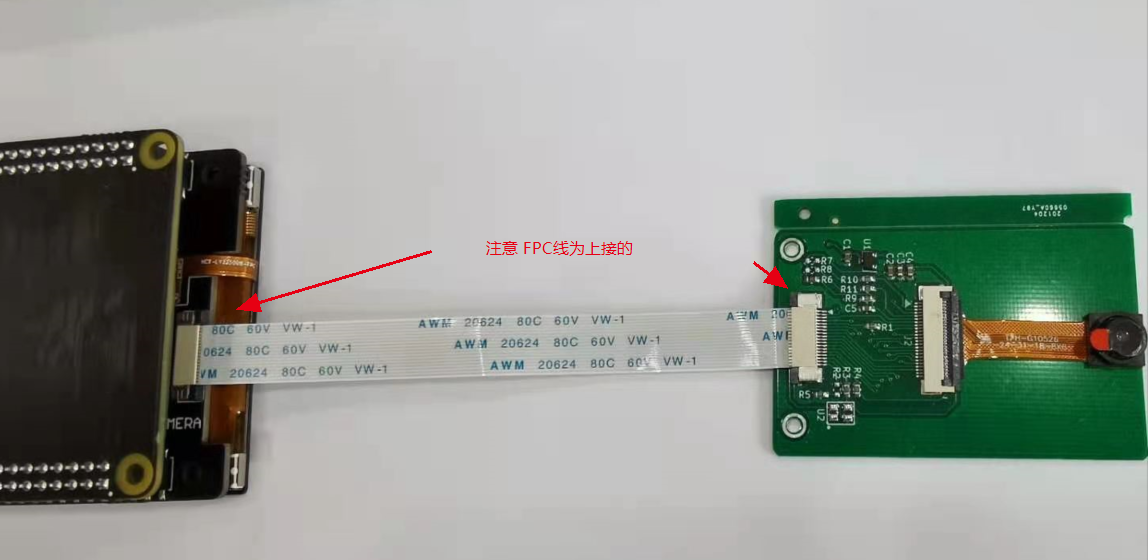 注意 FPC线为上接的
201204
05660A_Y87
C1
U1
C2
C3
C4
R7
R8
R6
R10
R11
R9
C5
R1
J2
R2
R3
R4
R5
U2
80C 60V VW-1
AWM 20624 80C 60V VW-1
AWM 20
20624 80C 60V VW-1
AWM 20624 80C 60V VW-1
AW
WM 20624 80C 60V VW-1
AWM 20624 80C 60V VW-1
MERA